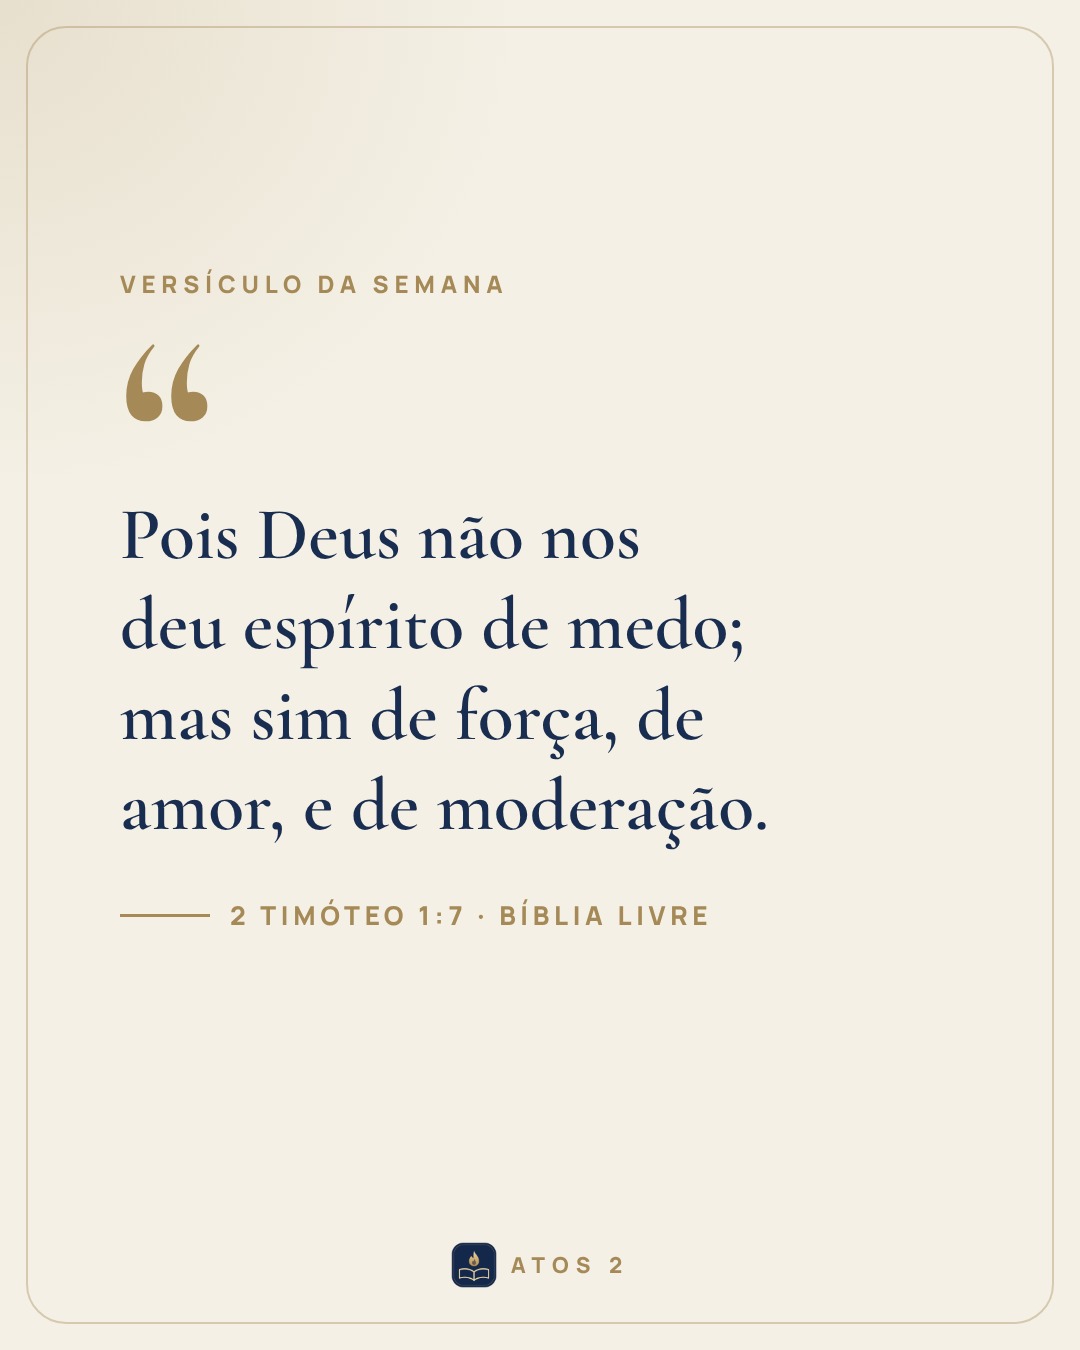 VERSÍCULO DA SEMANA
“
Pois Deus não nos
deu espírito de medo;
mas sim de força, de
amor, e de moderação.
2 TIMÓTEO 1:7 · BÍBLIA LIVRE
ATOS 2